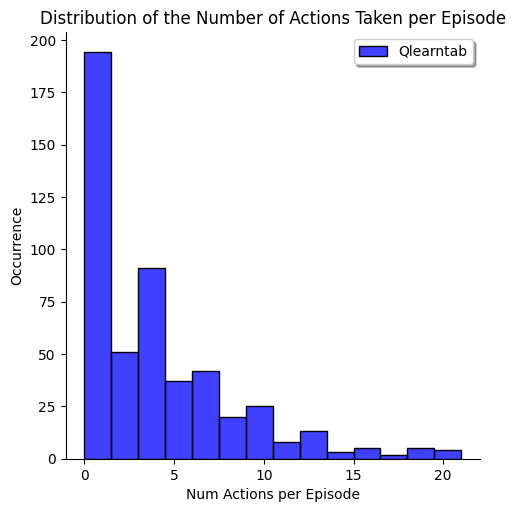 Distribution of the Number of Actions Taken per Episode
Qlearntab
200
175
150
125
100
75
50
25
0
Occurrence
0 5 10 15 20
Num Actions per Episode